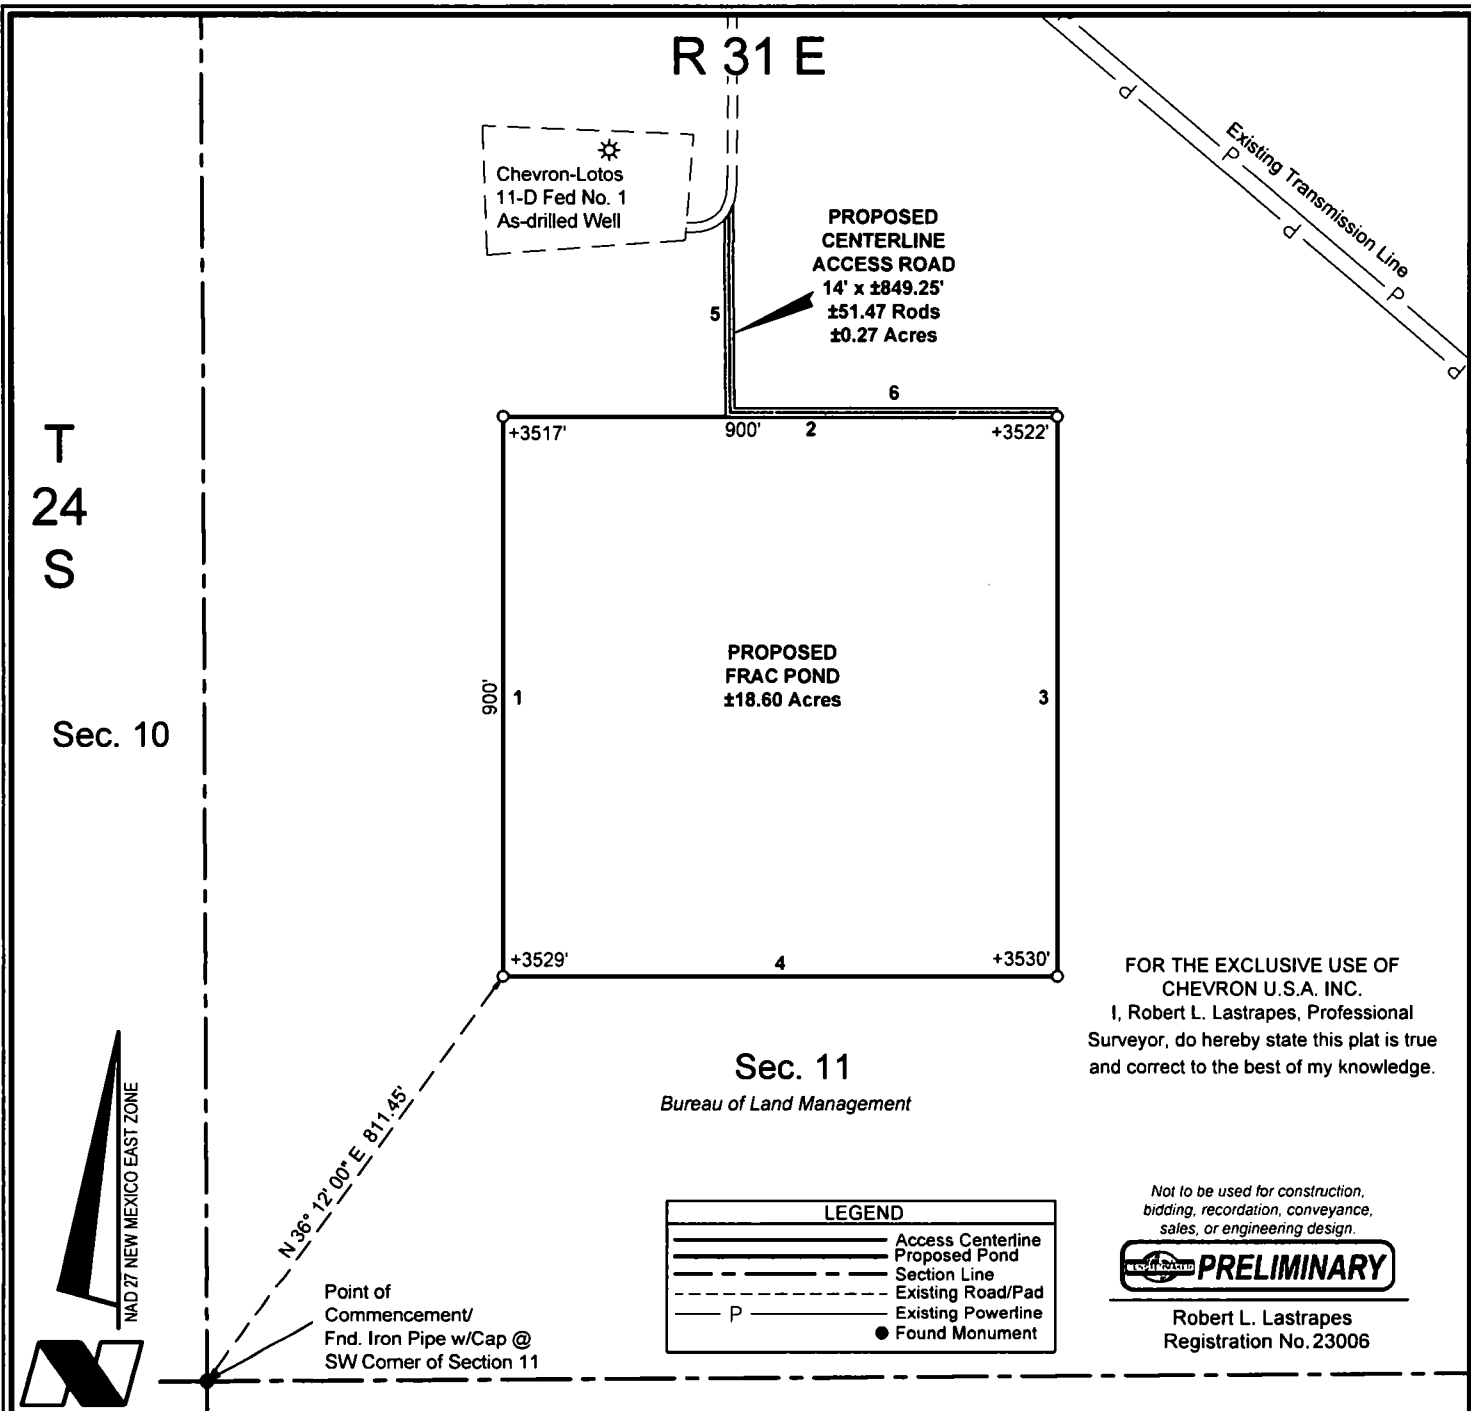 R 31 E
Chevron-Lotos
11-D Fed No. 1
As-drilled Well
PROPOSED
CENTERLINE
ACCESS ROAD
14' x ±849.25'
±51.47 Rods
±0.27 Acres
Existing Transmission Line
P
P
P
P
P
P
5
6
+3517'
900'
2
+3522'
T
24
S
Sec. 10
900'
1
PROPOSED
FRAC POND
±18.60 Acres
3
+3529'
4
+3530'
FOR THE EXCLUSIVE USE OF
CHEVRON U.S.A. INC.
I, Robert L. Lastrapes, Professional
Surveyor, do hereby state this plat is true
and correct to the best of my knowledge.
Sec. 11
Bureau of Land Management
N 36° 12' 00" E 811.45'
NAD 27 NEW MEXICO EAST ZONE
Point of
Commencement/
Fnd. Iron Pipe w/Cap @
SW Corner of Section 11
LEGEND
Access Centerline
Proposed Pond
Section Line
Existing Road/Pad
P Existing Powerline
Found Monument
Not to be used for construction,
bidding, recordation, conveyance,
sales, or engineering design.
PRELIMINARY
Robert L. Lastrapes
Registration No. 23006